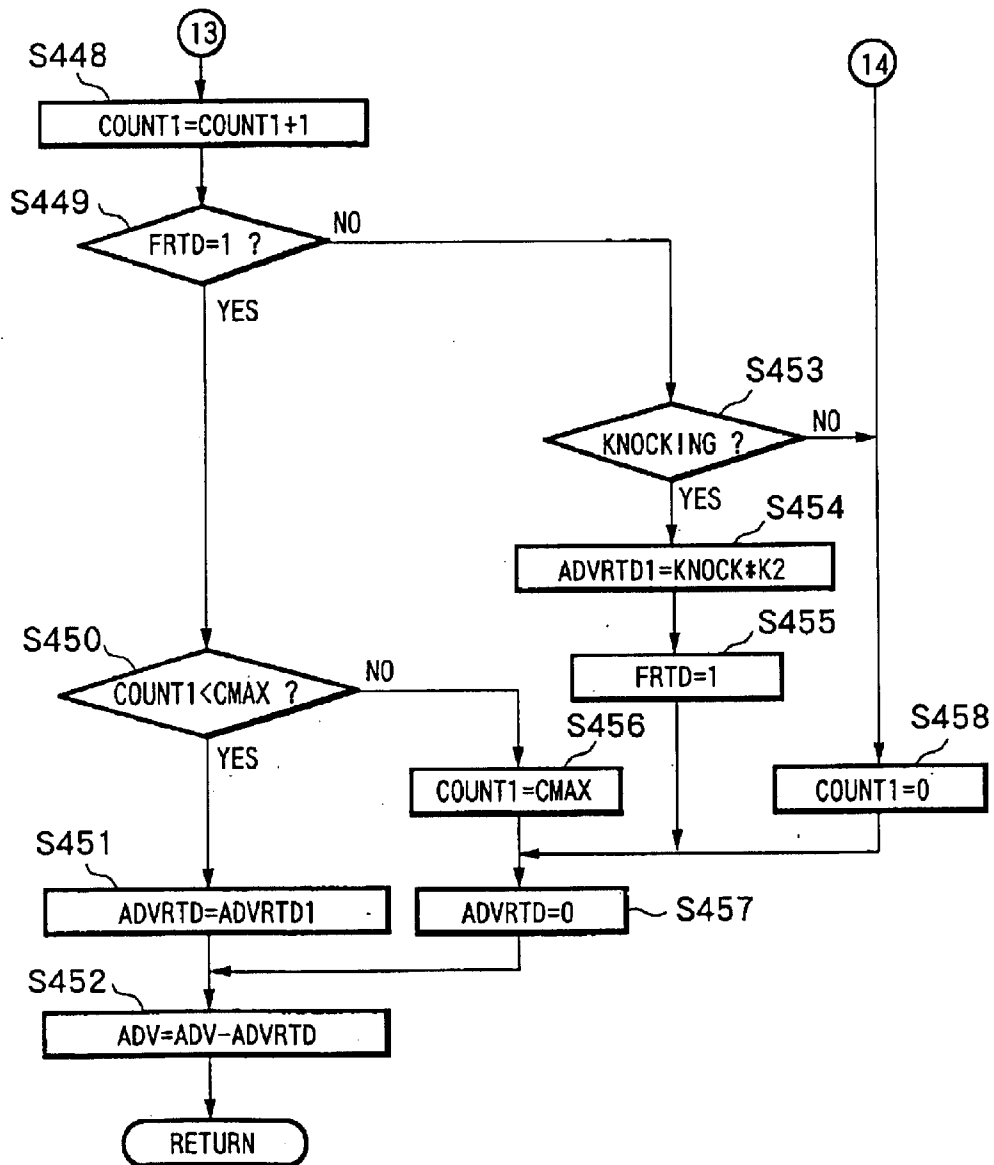 13
14
S448
COUNT1=COUNT1+1
S449
FRTD=1 ?
NO
YES
S453
KNOCKING ?
NO
YES
S454
ADVRTD1=KNOCK*K2
S455
FRTD=1
S450
COUNT1<CMAX ?
NO
YES
S456
COUNT1=CMAX
S458
COUNT1=0
S451
ADVRTD=ADVRTD1
ADVRTD=0
S457
S452
ADV=ADV-ADVRTD
RETURN